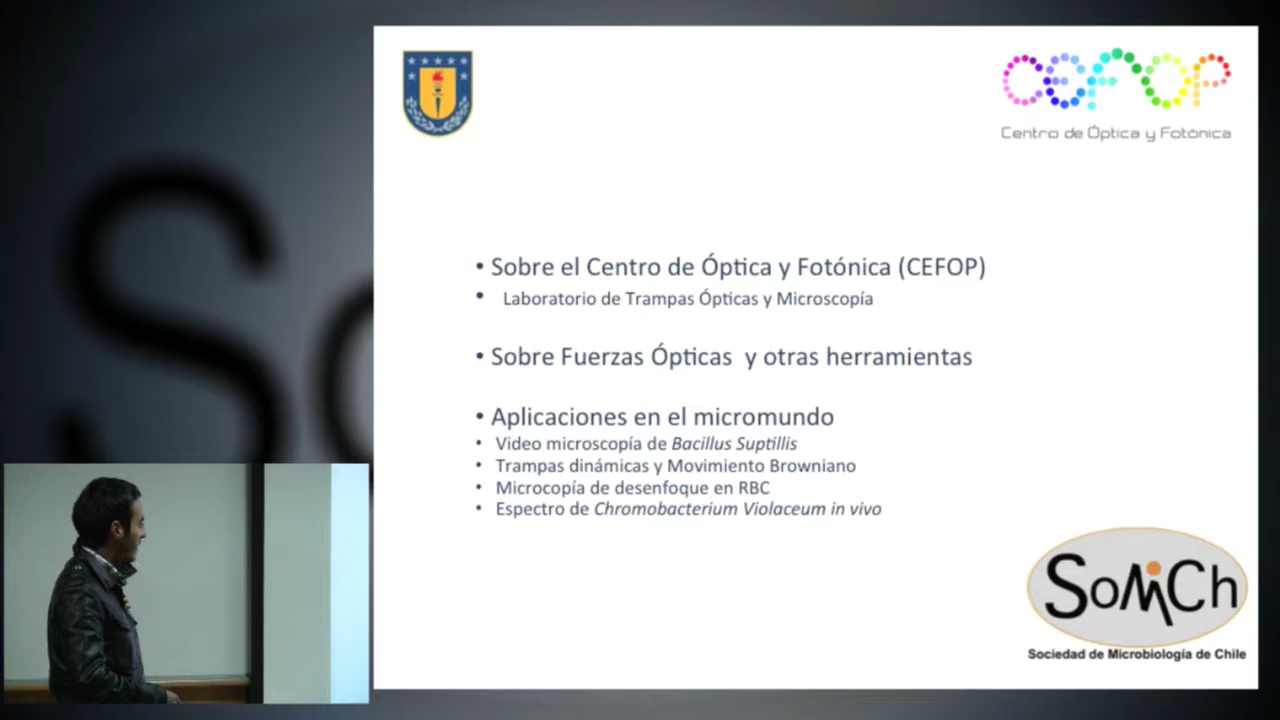 CEFOP
Centro de Óptica y Fotónica
• Sobre el Centro de Óptica y Fotónica (CEFOP)
• Laboratorio de Trampas Ópticas y Microscopía
• Sobre Fuerzas Ópticas y otras herramientas
• Aplicaciones en el micromundo
• Video microscopía de Bacillus Suptillis
• Trampas dinámicas y Movimiento Browniano
• Microcopía de desenfoque en RBC
• Espectro de Chromobacterium Violaceum in vivo
SoMiCh
Sociedad de Microbiología de Chile
So